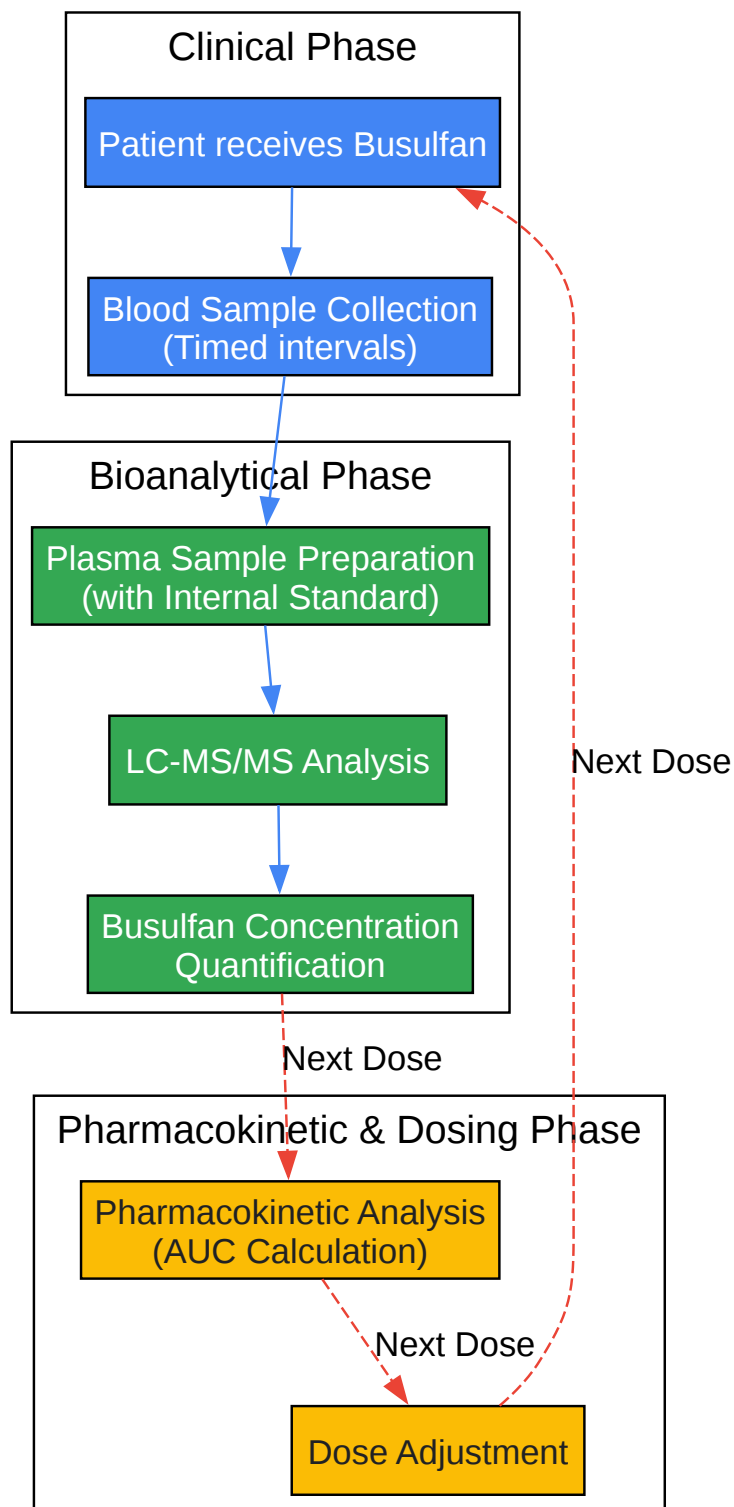 Clinical Phase
Patient receives Busulfan
Blood Sample Collection
(Timed intervals)
Bioanalytical Phase
Plasma Sample Preparation
(with Internal Standard)
LC-MS/MS Analysis
Next Dose
Busulfan Concentration
Quantification
Next Dose
Pharmacokinetic & Dosing Phase
Pharmacokinetic Analysis
(AUC Calculation)
Next Dose
Dose Adjustment